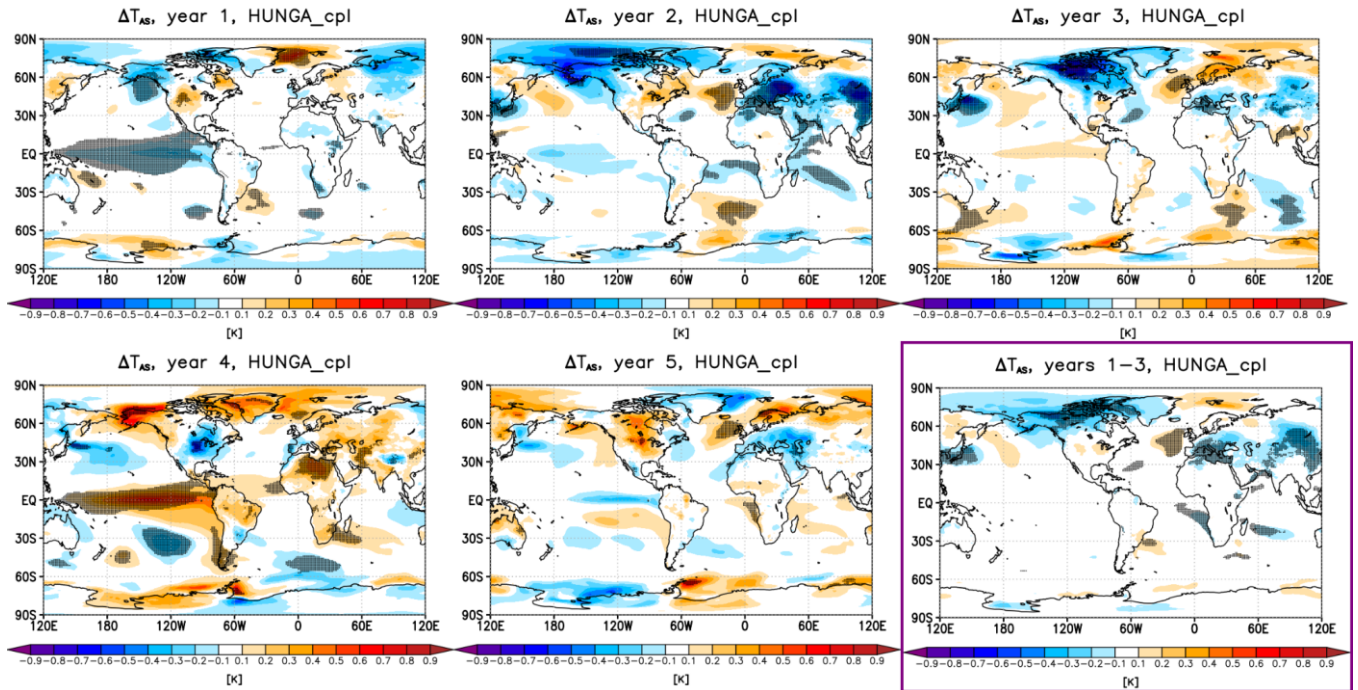 ΔT_AS, year 1, HUNGA_cpl
90N
60N
30N
EQ
30S
60S
90S
120E 180 120W 60W 0 60E 120E
−0.9 −0.8 −0.7 −0.6 −0.5 −0.4 −0.3 −0.2 −0.1 0.1 0.2 0.3 0.4 0.5 0.6 0.7 0.8 0.9
[K]
ΔT_AS, year 2, HUNGA_cpl
90N
60N
30N
EQ
30S
60S
90S
120E 180 120W 60W 0 60E 120E
−0.9 −0.8 −0.7 −0.6 −0.5 −0.4 −0.3 −0.2 −0.1 0.1 0.2 0.3 0.4 0.5 0.6 0.7 0.8 0.9
[K]
ΔT_AS, year 3, HUNGA_cpl
90N
60N
30N
EQ
30S
60S
90S
120E 180 120W 60W 0 60E 120E
−0.9 −0.8 −0.7 −0.6 −0.5 −0.4 −0.3 −0.2 −0.1 0.1 0.2 0.3 0.4 0.5 0.6 0.7 0.8 0.9
[K]
ΔT_AS, year 4, HUNGA_cpl
90N
60N
30N
EQ
30S
60S
90S
120E 180 120W 60W 0 60E 120E
−0.9 −0.8 −0.7 −0.6 −0.5 −0.4 −0.3 −0.2 −0.1 0.1 0.2 0.3 0.4 0.5 0.6 0.7 0.8 0.9
[K]
ΔT_AS, year 5, HUNGA_cpl
90N
60N
30N
EQ
30S
60S
90S
120E 180 120W 60W 0 60E 120E
−0.9 −0.8 −0.7 −0.6 −0.5 −0.4 −0.3 −0.2 −0.1 0.1 0.2 0.3 0.4 0.5 0.6 0.7 0.8 0.9
[K]
ΔT_AS, years 1−3, HUNGA_cpl
90N
60N
30N
EQ
30S
60S
90S
120E 180 120W 60W 0 60E 120E
−0.9 −0.8 −0.7 −0.6 −0.5 −0.4 −0.3 −0.2 −0.1 0.1 0.2 0.3 0.4 0.5 0.6 0.7 0.8 0.9
[K]